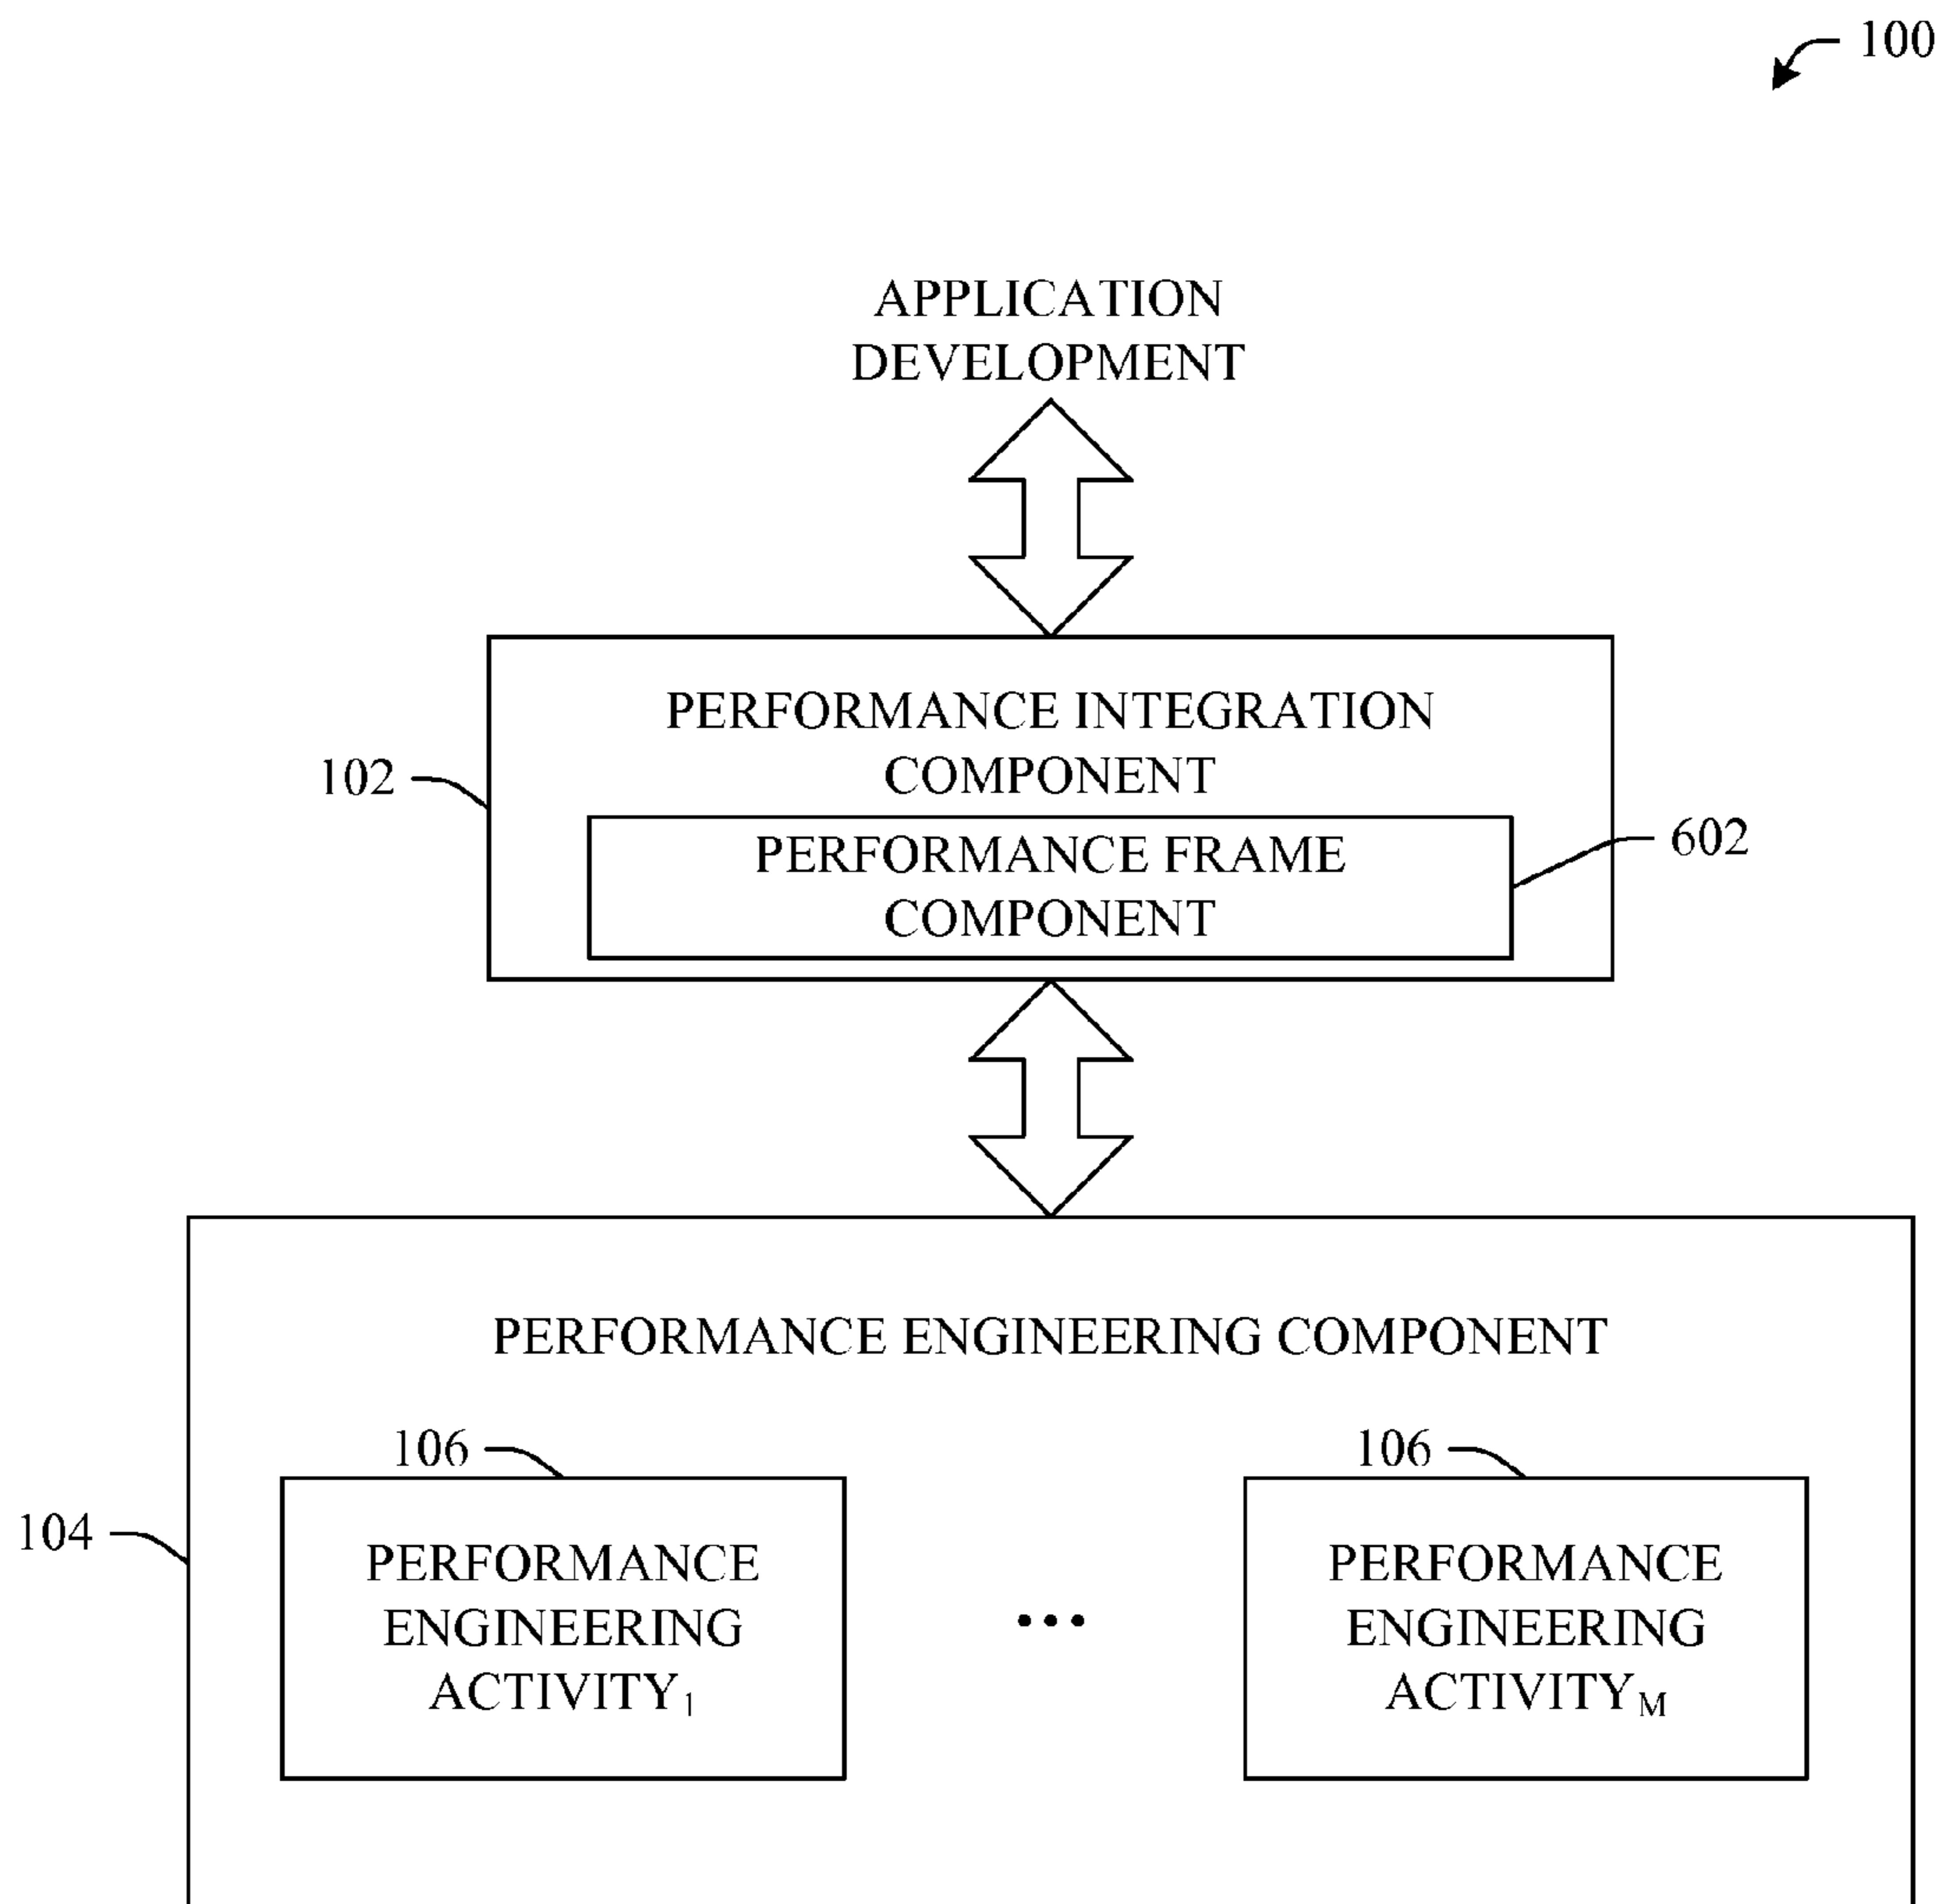 100
APPLICATION
DEVELOPMENT
PERFORMANCE INTEGRATION
COMPONENT
102
PERFORMANCE FRAME
COMPONENT
602
PERFORMANCE ENGINEERING COMPONENT
106
106
104
PERFORMANCE
ENGINEERING
ACTIVITY₁
PERFORMANCE
ENGINEERING
ACTIVITY_M